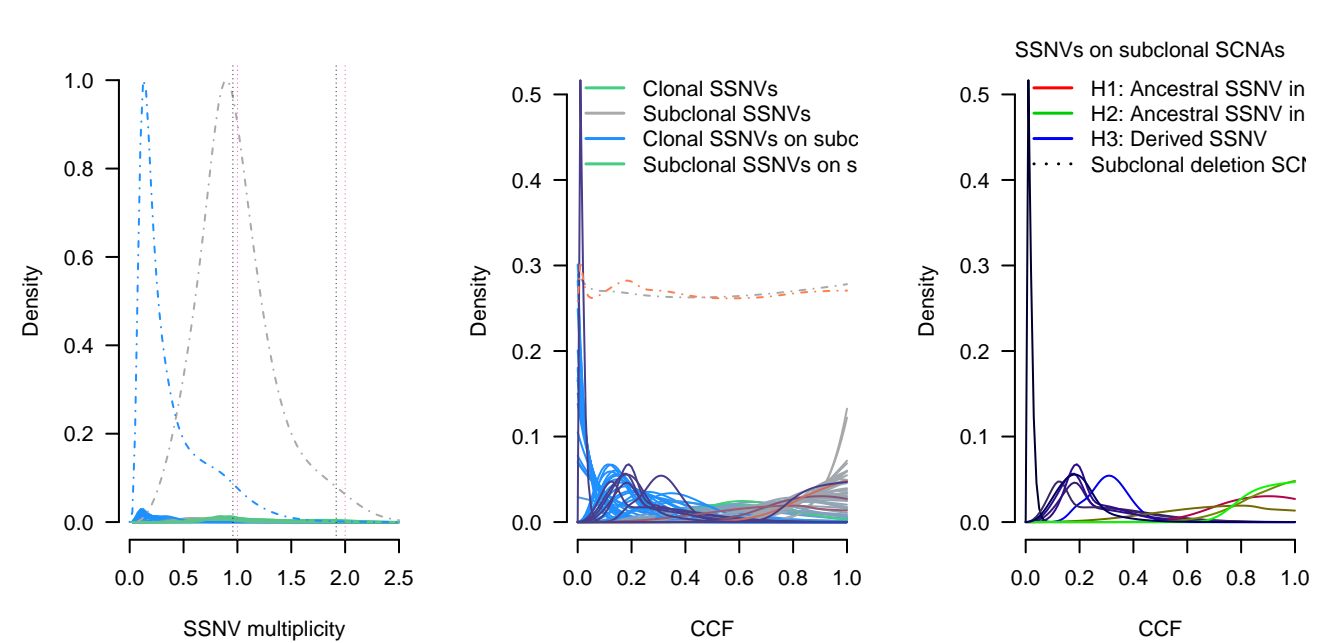 Density
1.0
0.8
0.6
0.4
0.2
0.0
0.0 0.5 1.0 1.5 2.0 2.5
SSNV multiplicity
Density
0.5
0.4
0.3
0.2
0.1
0.0
Clonal SSNVs
Subclonal SSNVs
Clonal SSNVs on subc
Subclonal SSNVs on s
0.0 0.2 0.4 0.6 0.8 1.0
CCF
SSNVs on subclonal SCNAs
Density
0.5
0.4
0.3
0.2
0.1
0.0
H1: Ancestral SSNV in
H2: Ancestral SSNV in
H3: Derived SSNV
Subclonal deletion SCN
0.0 0.2 0.4 0.6 0.8 1.0
CCF